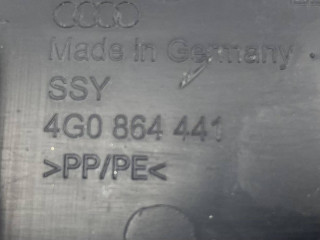 Made in Germany
SSY
4G0 864 441
>PP/PE<